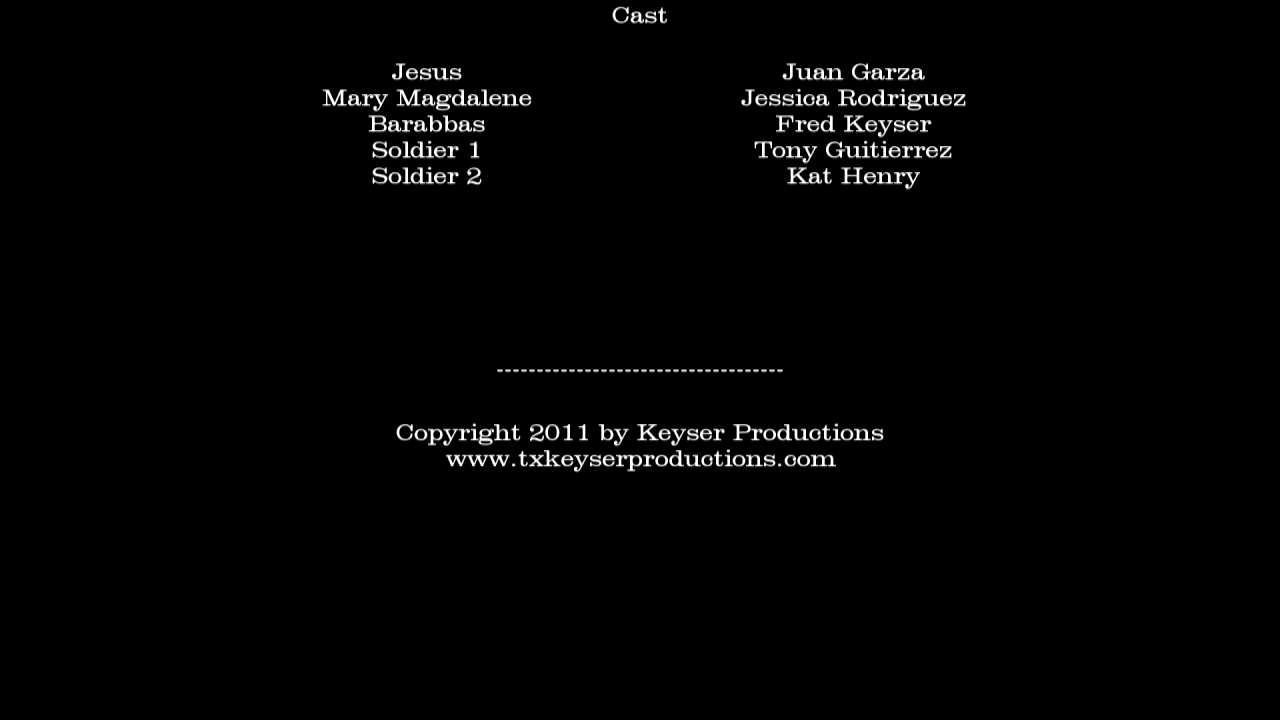 Cast
Jesus Juan Garza
Mary Magdalene Jessica Rodriguez
Barabbas Fred Keyser
Soldier 1 Tony Guitierrez
Soldier 2 Kat Henry
------------------------------------
Copyright 2011 by Keyser Productions
www.txkeyserproductions.com